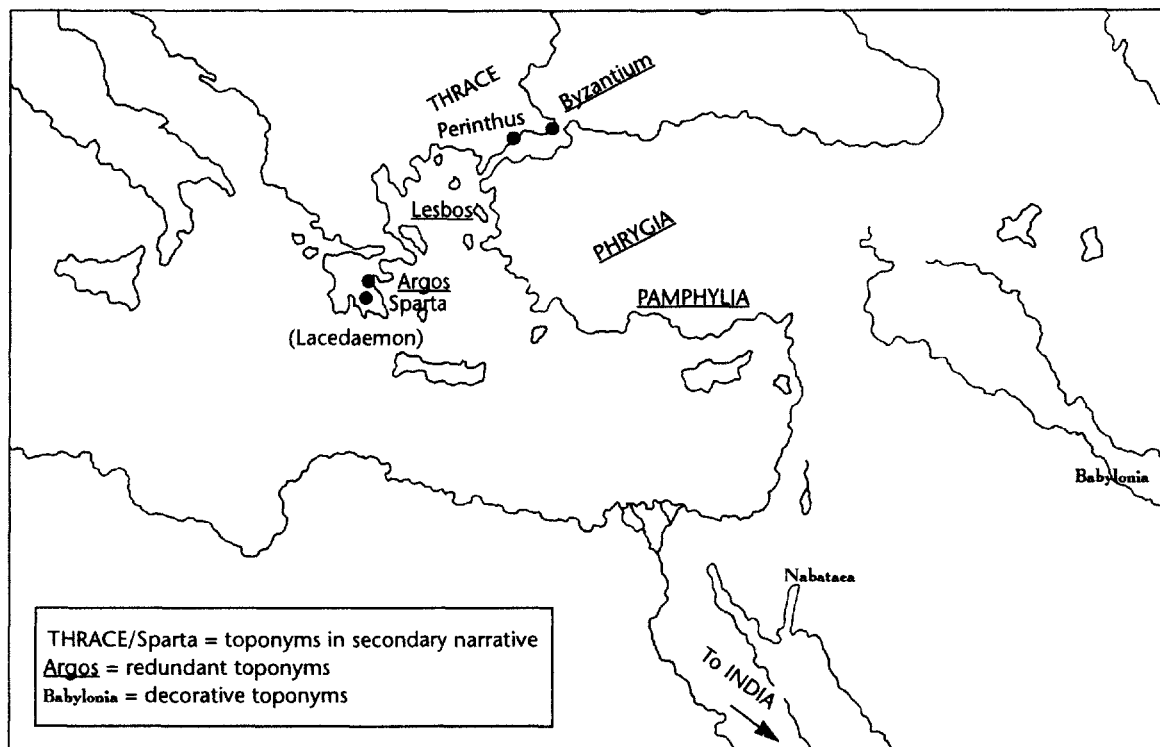 THRACE
Byzantium
Perinthus
Lesbos
PHRYGIA
Argos
PAMPHYLIA
Sparta
(Lacedaemon)
Babylonia
Nabataea
To INDIA
THRACE/Sparta = toponyms in secondary narrative
Argos = redundant toponyms
Babylonia = decorative toponyms